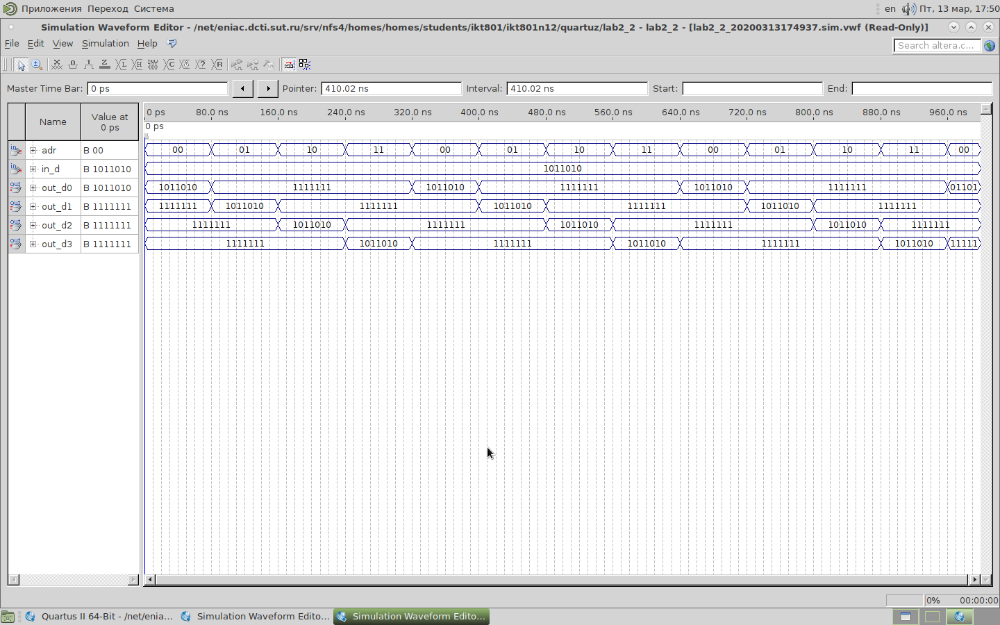 Приложения Переход Система en Пт, 13 мар, 17:50
Simulation Waveform Editor - /net/eniac.dcti.sut.ru/srv/nfs4/homes/homes/students/ikt801/ikt801n12/quartuz/lab2_2 - lab2_2 - [lab2_2_20200313174937.sim.vwf (Read-Only)]
File Edit View Simulation Help Search altera.c...
Master Time Bar: 0 ps Pointer: 410.02 ns Interval: 410.02 ns Start: End:
Name Value at 0 ps 0 ps 80.0 ns 160.0 ns 240.0 ns 320.0 ns 400.0 ns 480.0 ns 560.0 ns 640.0 ns 720.0 ns 800.0 ns 880.0 ns 960.0 ns
0 ps
in adr B 00 00 01 10 11 00 01 10 11 00 01 10 11 00
in in_d B 1011010 1011010
out out_d0 B 1011010 1011010 1111111 1011010 1111111 1011010 1111111 01101
out out_d1 B 1111111 1111111 1011010 1111111 1011010 1111111 1011010 1111111
out out_d2 B 1111111 1111111 1011010 1111111 1011010 1111111 1011010 1111111
out out_d3 B 1111111 1111111 1011010 1111111 1011010 1111111 1011010 11111
0% 00:00:00
Quartus II 64-Bit - /net/enia... Simulation Waveform Edito... Simulation Waveform Edito...